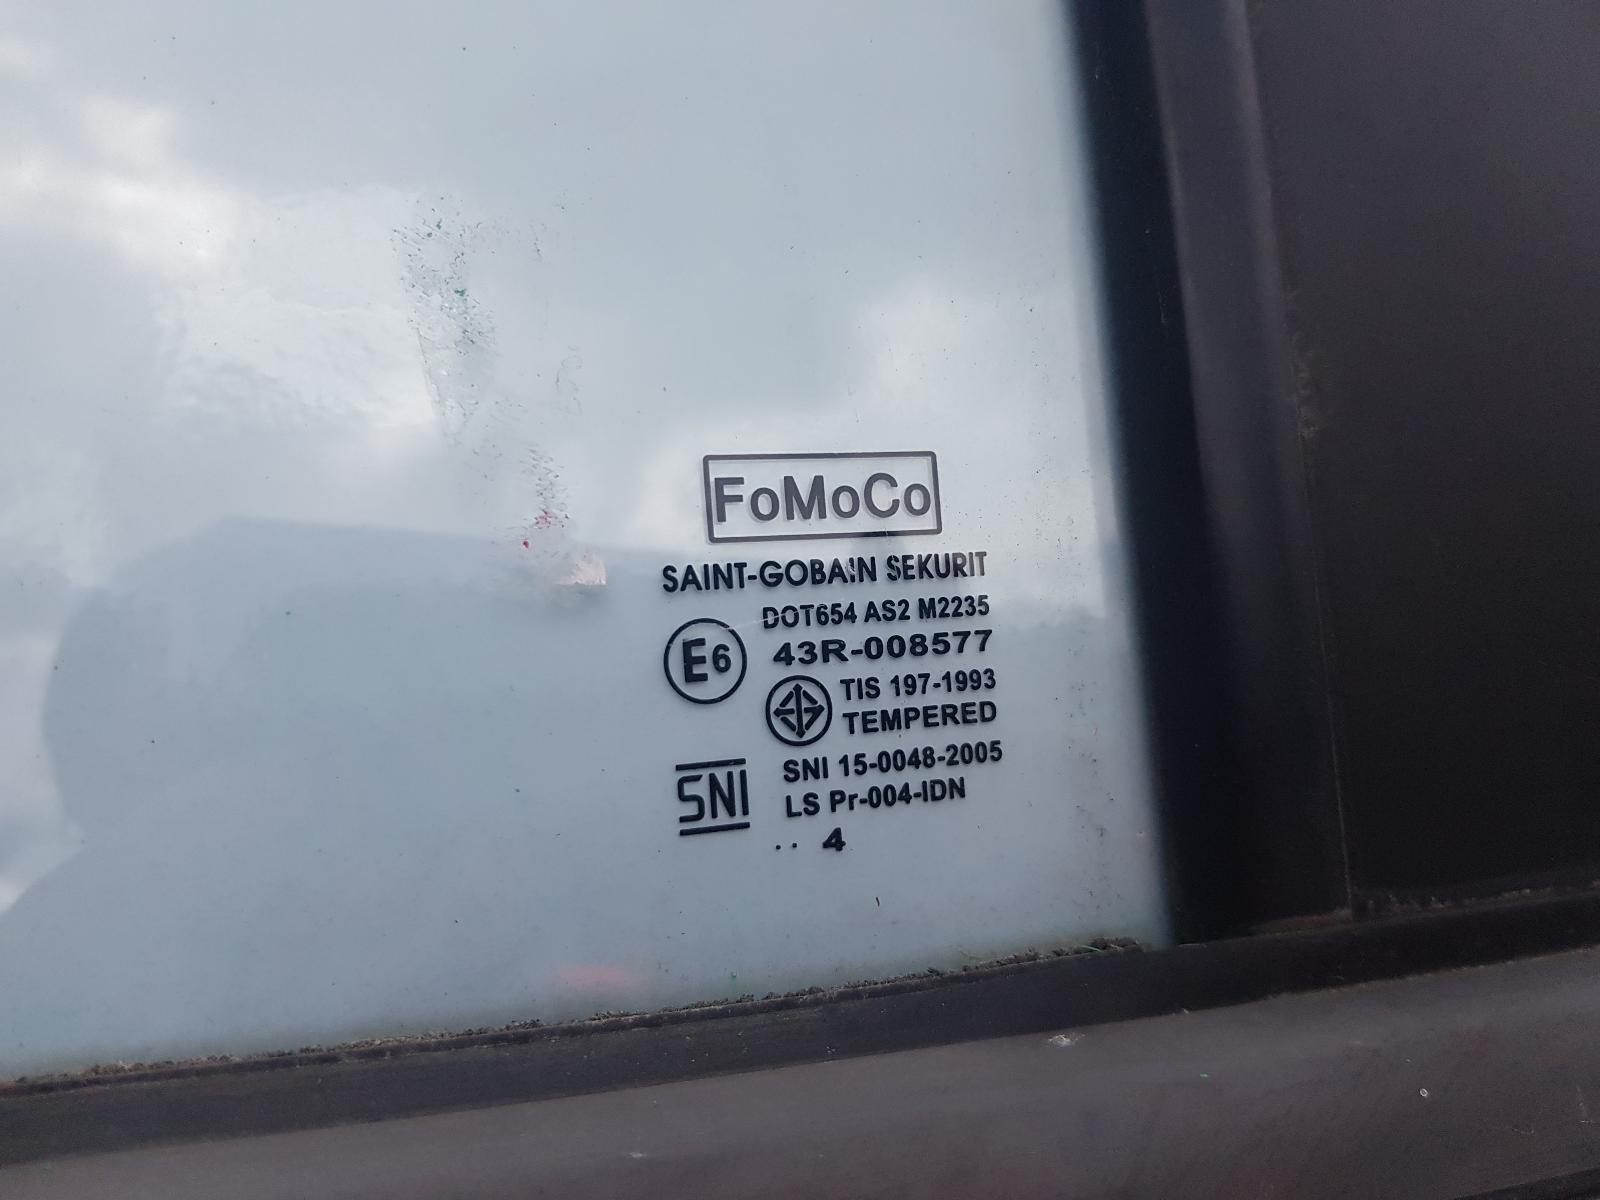 FoMoCo
SAINT-GOBAIN SEKURIT
DOT654 AS2 M2235
E6 43R-008577
TIS 197-1993
TEMPERED
SNI SNI 15-0048-2005
LS Pr-004-IDN
.. 4